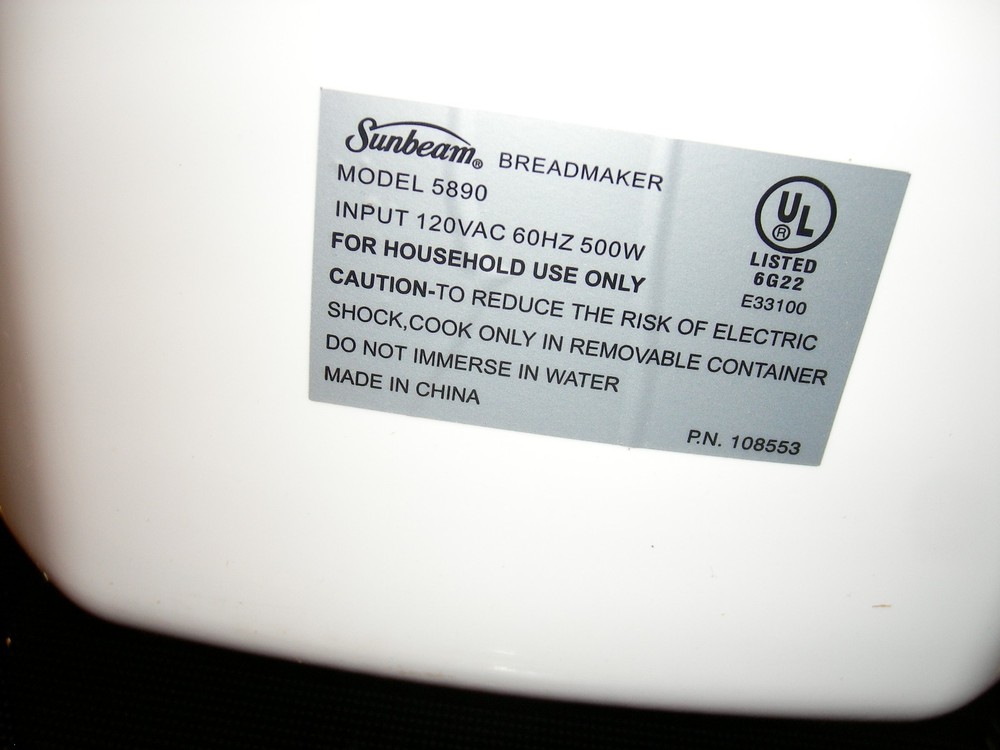 Sunbeam® BREADMAKER
MODEL 5890
INPUT 120VAC 60HZ 500W
FOR HOUSEHOLD USE ONLY
CAUTION-TO REDUCE THE RISK OF ELECTRIC
SHOCK,COOK ONLY IN REMOVABLE CONTAINER
DO NOT IMMERSE IN WATER
MADE IN CHINA
UL®
LISTED
6G22
E33100
P.N. 108553